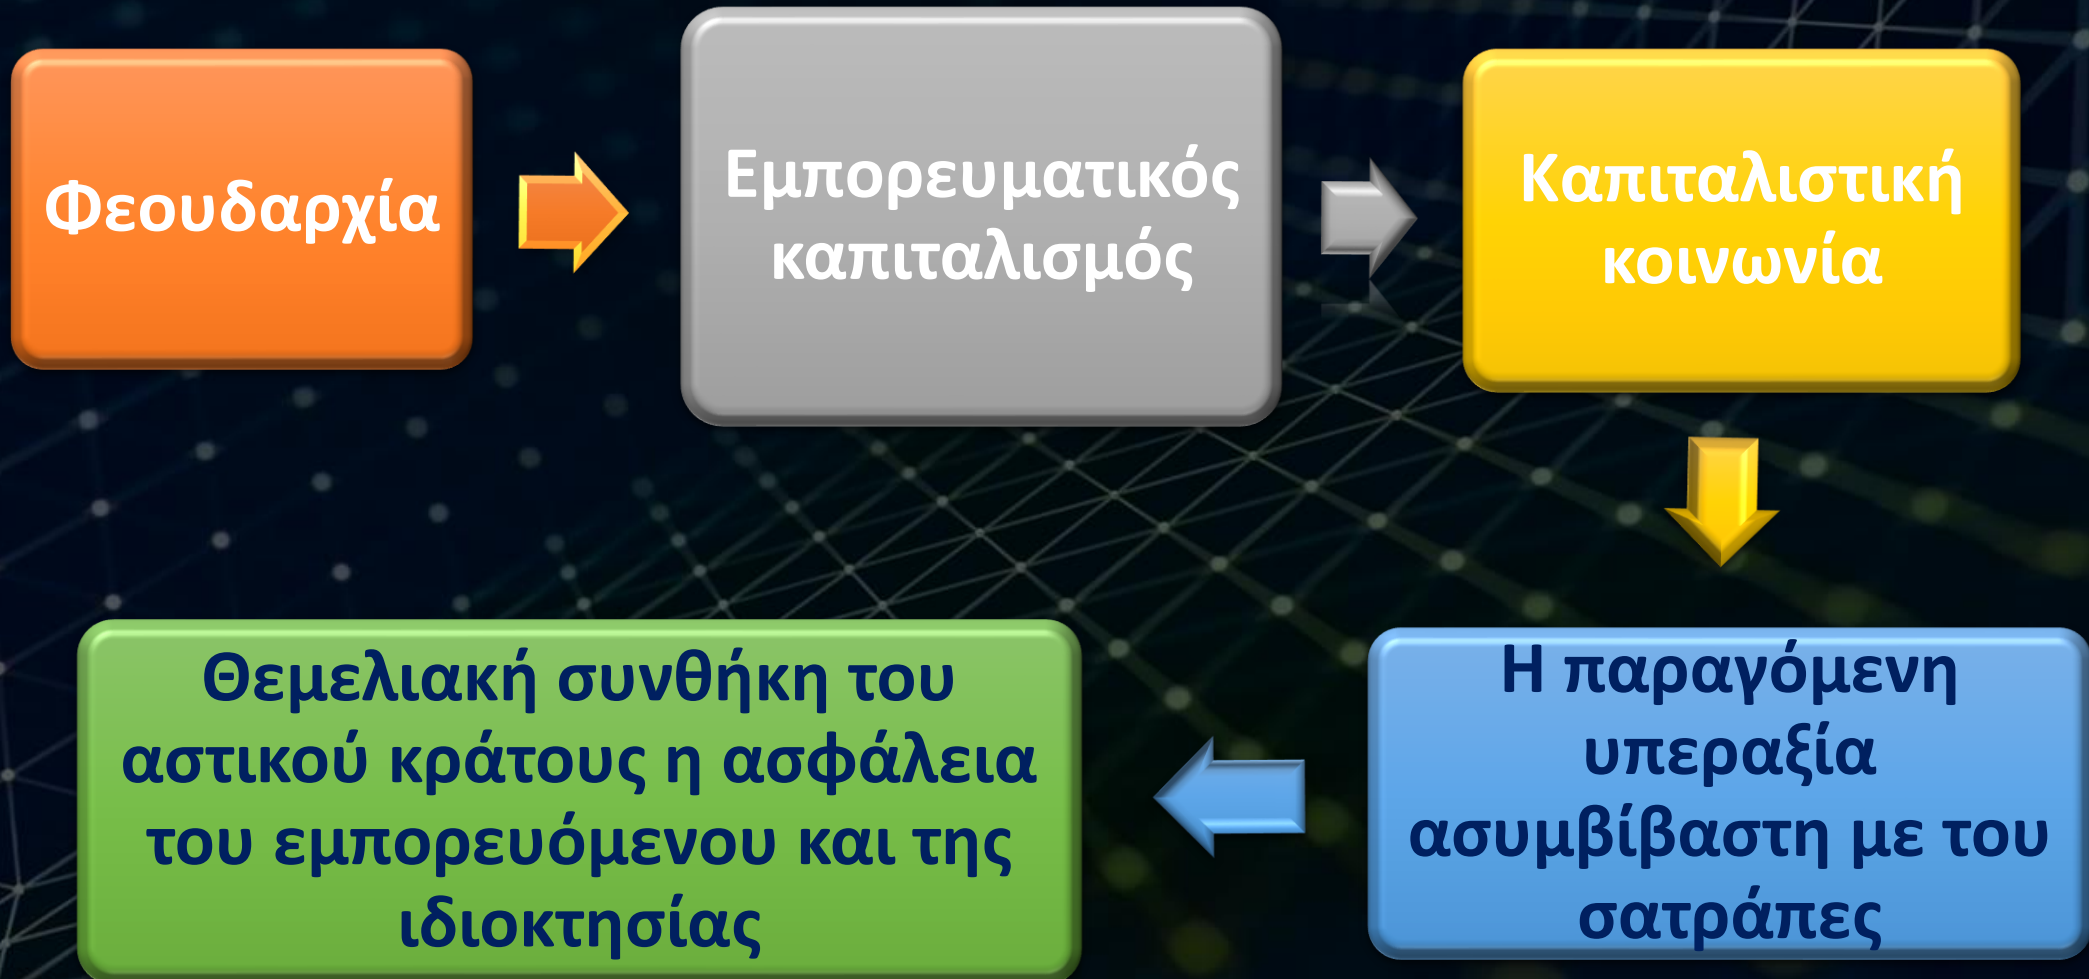 Φεουδαρχία
Εμπορευματικός
καπιταλισμός
Καπιταλιστική
κοινωνία
Η παραγόμενη
υπεραξία
ασυμβίβαστη με του
σατράπες
Θεμελιακή συνθήκη του
αστικού κράτους η ασφάλεια
του εμπορευόμενου και της
ιδιοκτησίας